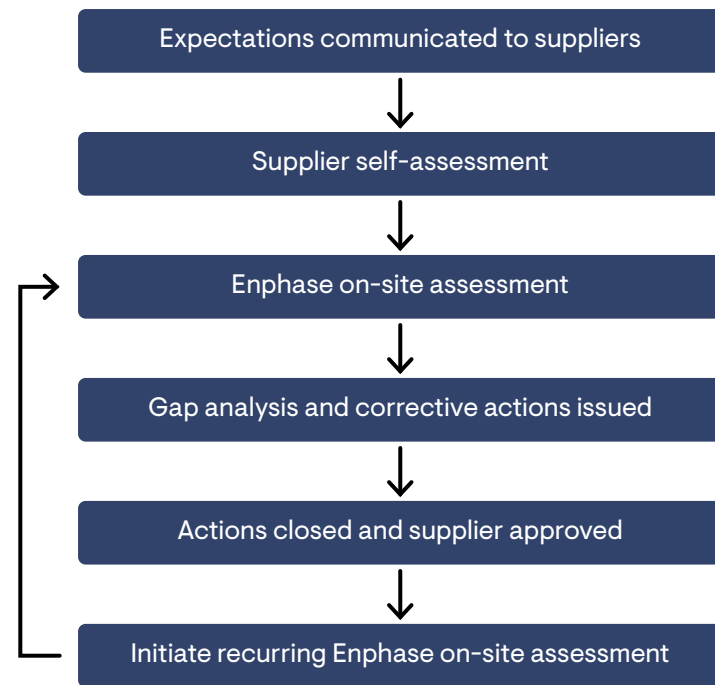 Expectations communicated to suppliers
Supplier self-assessment
Enphase on-site assessment
Gap analysis and corrective actions issued
Actions closed and supplier approved
Initiate recurring Enphase on-site assessment